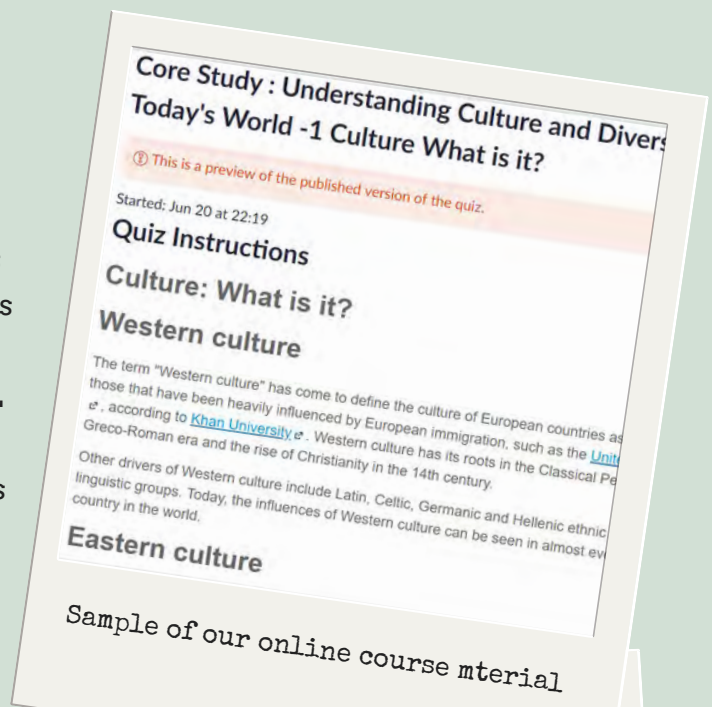 Core Study : Understanding Culture and Divers
Today's World -1 Culture What is it?
This is a preview of the published version of the quiz.
Started: Jun 20 at 22:19
Quiz Instructions
Culture: What is it?
Western culture
The term "Western culture" has come to define the culture of European countries as
those that have been heavily influenced by European immigration, such as the Unit
, according to Khan University . Western culture has its roots in the Classical Pe
Greco-Roman era and the rise of Christianity in the 14th century.
Other drivers of Western culture include Latin, Celtic, Germanic and Hellenic ethnic
linguistic groups. Today, the influences of Western culture can be seen in almost eve
country in the world.
Eastern culture
Sample of our online course mterial